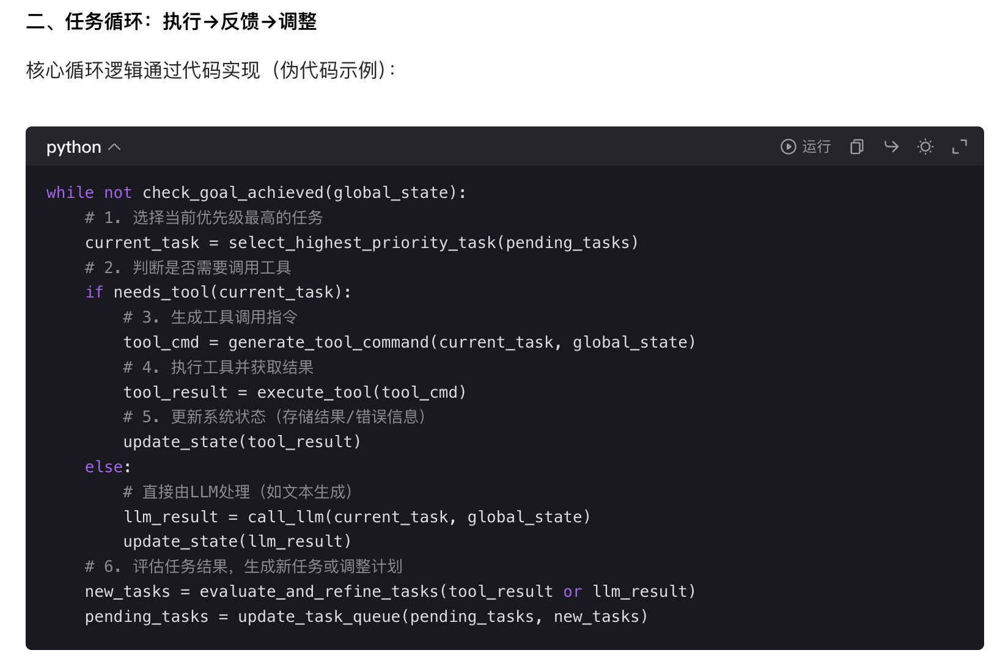 二、任务循环：执行→反馈→调整
核心循环逻辑通过代码实现（伪代码示例）：
python
运行
while not check_goal_achieved(global_state):
    # 1. 选择当前优先级最高的任务
    current_task = select_highest_priority_task(pending_tasks)
    # 2. 判断是否需要调用工具
    if needs_tool(current_task):
        # 3. 生成工具调用指令
        tool_cmd = generate_tool_command(current_task, global_state)
        # 4. 执行工具并获取结果
        tool_result = execute_tool(tool_cmd)
        # 5. 更新系统状态（存储结果/错误信息）
        update_state(tool_result)
    else:
        # 直接由LLM处理（如文本生成）
        llm_result = call_llm(current_task, global_state)
        update_state(llm_result)
    # 6. 评估任务结果，生成新任务或调整计划
    new_tasks = evaluate_and_refine_tasks(tool_result or llm_result)
    pending_tasks = update_task_queue(pending_tasks, new_tasks)